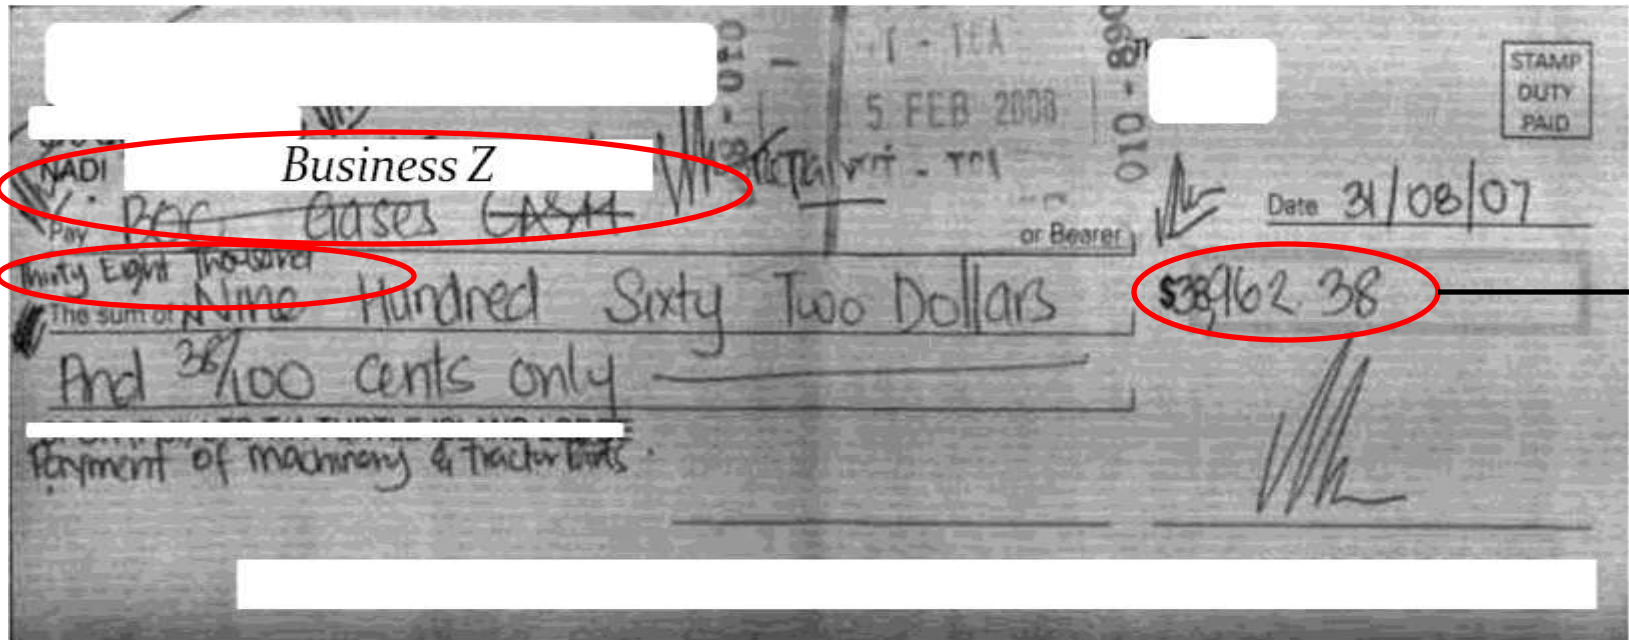 STAMP
DUTY
PAID
5 FEB 2008
NADI
Business Z
Date 31/08/07
Pay BOC Gases CASH
or Bearer
Thirty Eight Thousand
The sum of Nine Hundred Sixty Two Dollars
$38,962.38
And 38/100 cents only
Payment of machinery & tractor parts.